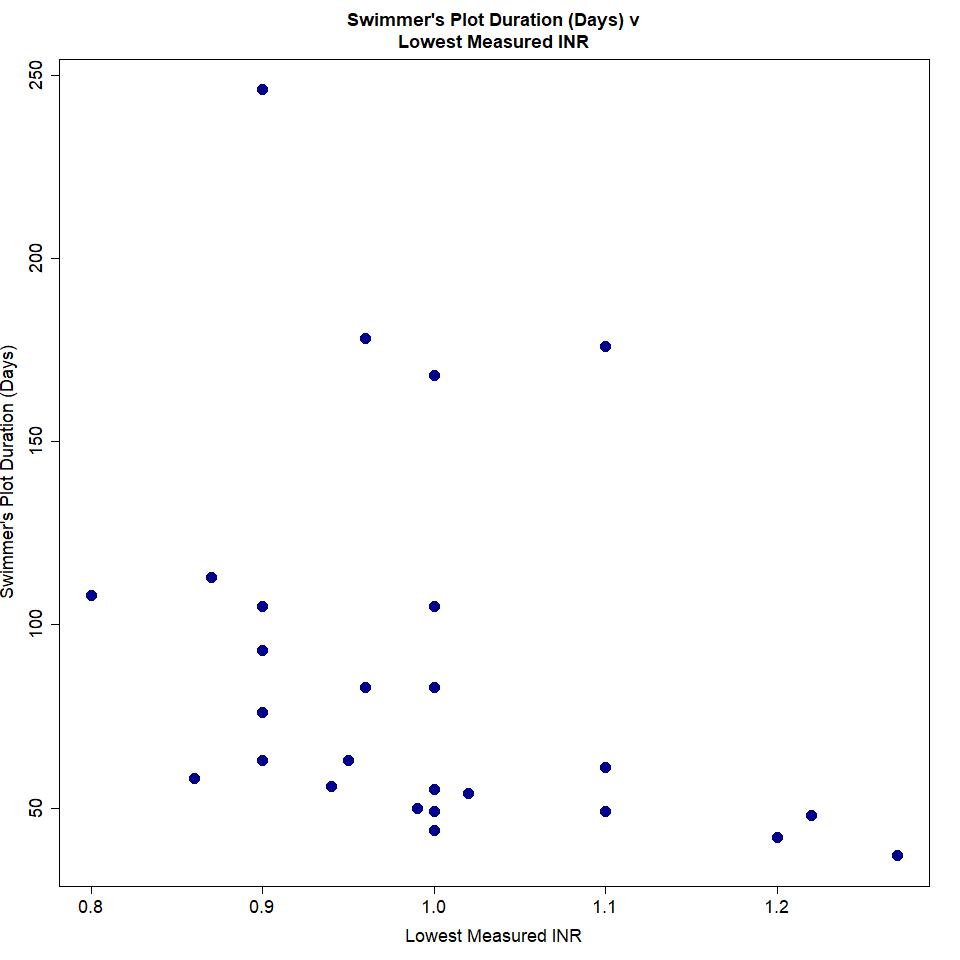 Swimmer's Plot Duration (Days) v
Lowest Measured INR
Swimmer's Plot Duration (Days)
250
200
150
100
50
0.8
0.9
1.0
1.1
1.2
Lowest Measured INR